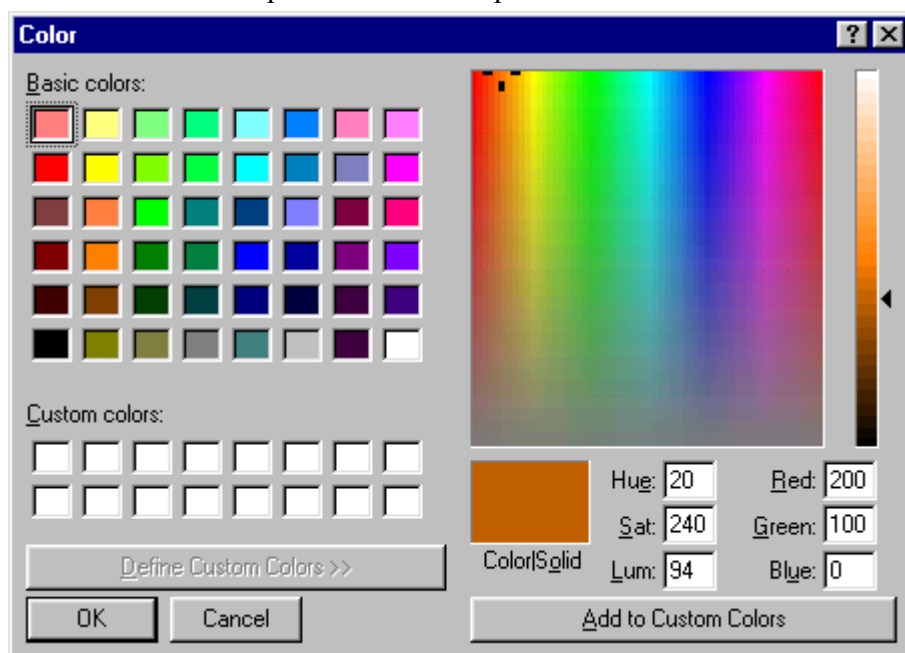 Color ? X
Basic colors:
Custom colors:
Define Custom Colors >>
OK Cancel
Color|Solid
Hue: 20 Red: 200
Sat: 240 Green: 100
Lum: 94 Blue: 0
Add to Custom Colors